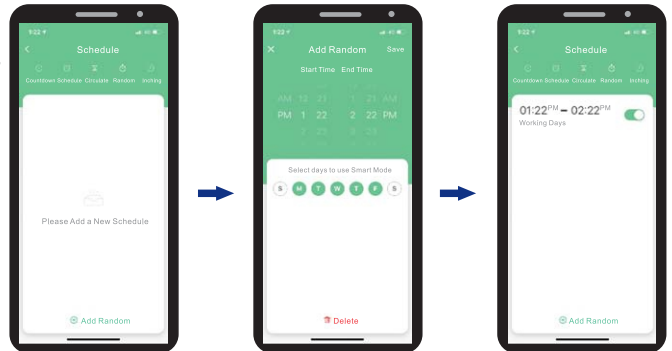 9:22
Schedule
Countdown Schedule Circulate Random Inching
Please Add a New Schedule
Add Random
9:22
Add Random Save
Start Time End Time
AM 12 21 1 21 AM
PM 1 22 2 22 PM
2 23 3 23
Select days to use Smart Mode
S M T W T F S
Delete
9:22
Schedule
Countdown Schedule Circulate Random Inching
01:22PM – 02:22PM
Working Days
Add Random